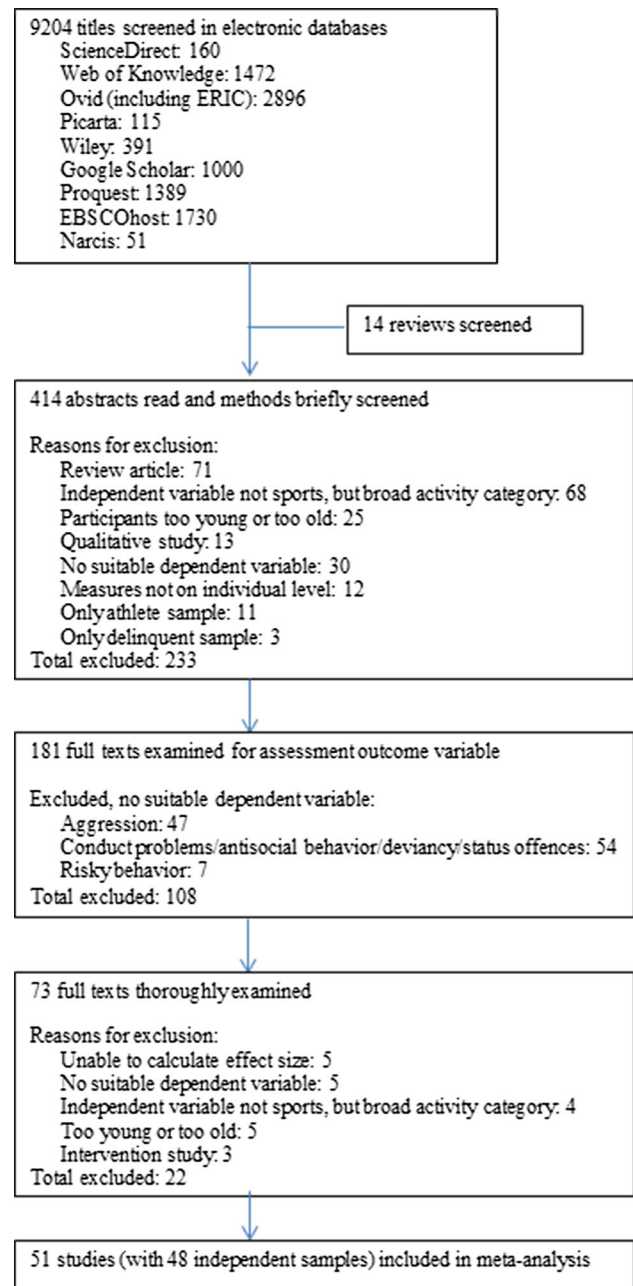 9204 titles screened in electronic databases
ScienceDirect: 160
Web of Knowledge: 1472
Ovid (including ERIC): 2896
Picarta: 115
Wiley: 391
Google Scholar: 1000
Proquest: 1389
EBSCOhost: 1730
Narcis: 51
14 reviews screened
414 abstracts read and methods briefly screened
Reasons for exclusion:
Review article: 71
Independent variable not sports, but broad activity category: 68
Participants too young or too old: 25
Qualitative study: 13
No suitable dependent variable: 30
Measures not on individual level: 12
Only athlete sample: 11
Only delinquent sample: 3
Total excluded: 233
181 full texts examined for assessment outcome variable
Excluded, no suitable dependent variable:
Aggression: 47
Conduct problems/antisocial behavior/deviancy/status offences: 54
Risky behavior: 7
Total excluded: 108
73 full texts thoroughly examined
Reasons for exclusion:
Unable to calculate effect size: 5
No suitable dependent variable: 5
Independent variable not sports, but broad activity category: 4
Too young or too old: 5
Intervention study: 3
Total excluded: 22
51 studies (with 48 independent samples) included in meta-analysis